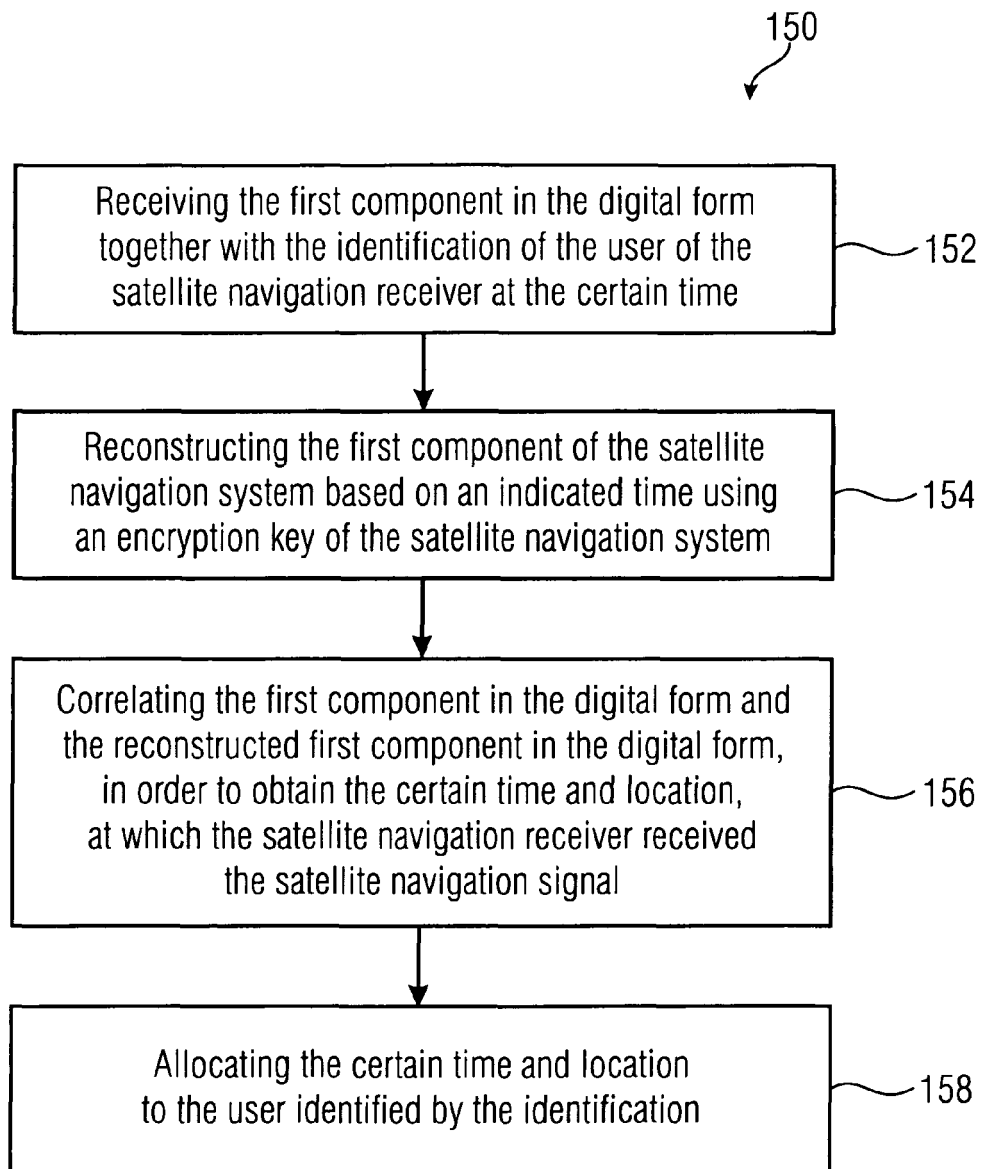 150
Receiving the first component in the digital form
together with the identification of the user of the
satellite navigation receiver at the certain time
152
Reconstructing the first component of the satellite
navigation system based on an indicated time using
an encryption key of the satellite navigation system
154
Correlating the first component in the digital form and
the reconstructed first component in the digital form,
in order to obtain the certain time and location,
at which the satellite navigation receiver received
the satellite navigation signal
156
Allocating the certain time and location
to the user identified by the identification
158